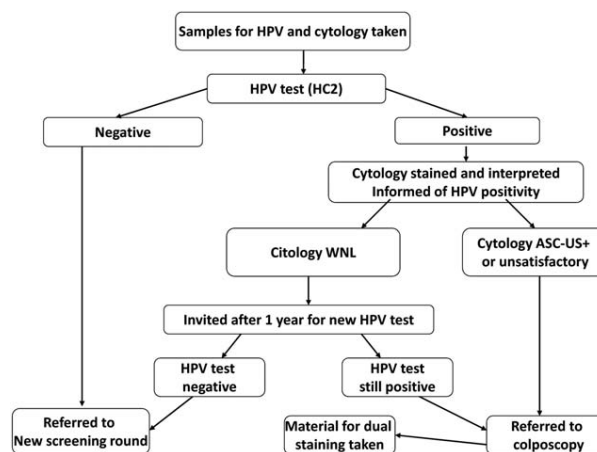 Samples for HPV and cytology taken
HPV test (HC2)
Negative
Positive
Cytology stained and interpreted
Informed of HPV positivity
Citology WNL
Cytology ASC-US+
or unsatisfactory
Invited after 1 year for new HPV test
HPV test
negative
HPV test
still positive
Referred to
New screening round
Material for dual
staining taken
Referred to
colposcopy